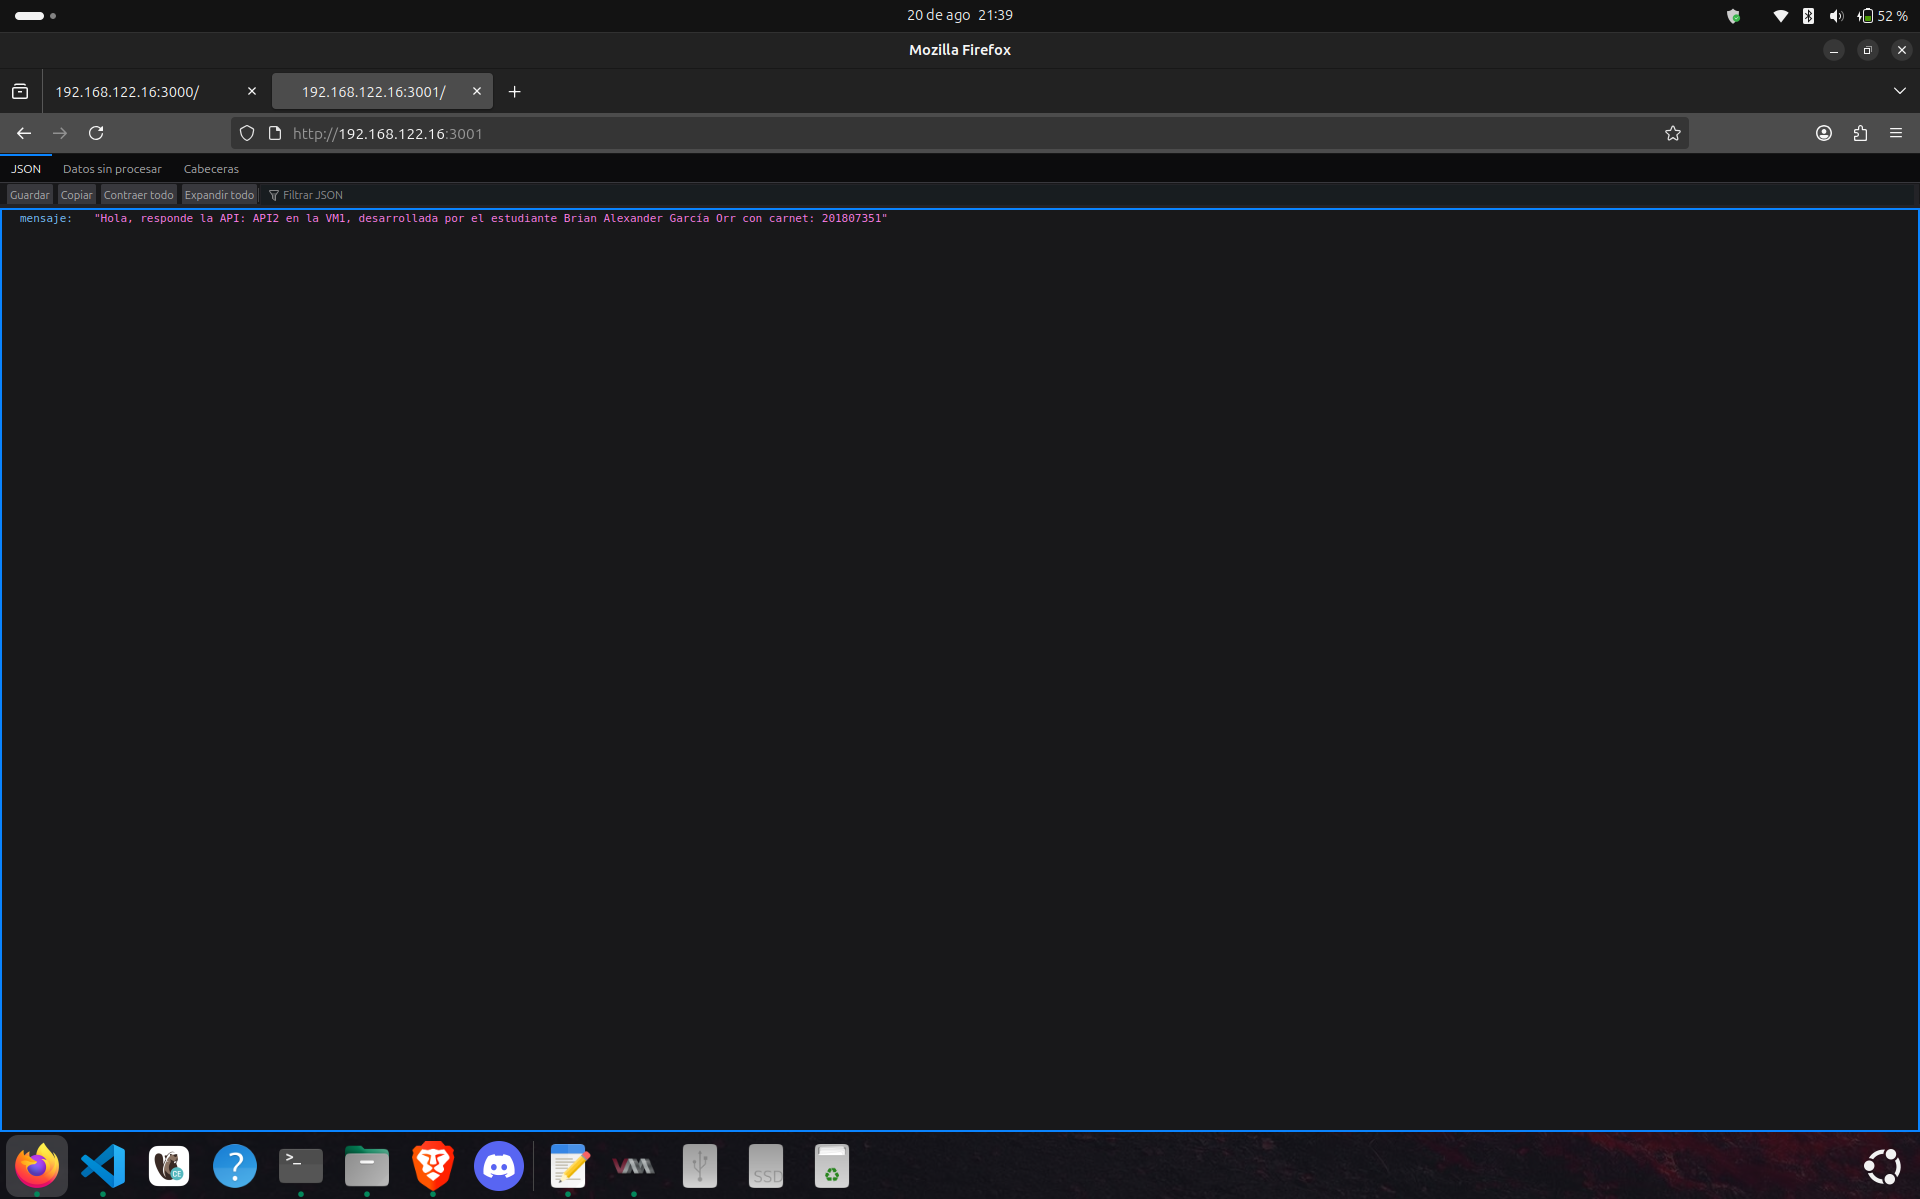 20 de ago 21:39
52 %
Mozilla Firefox
192.168.122.16:3000/
192.168.122.16:3001/
http://192.168.122.16:3001
JSON Datos sin procesar Cabeceras
Guardar Copiar Contraer todo Expandir todo Filtrar JSON
mensaje: "Hola, responde la API: API2 en la VM1, desarrollada por el estudiante Brian Alexander García Orr con carnet: 201807351"
>_
CE
?
VMM
SSD